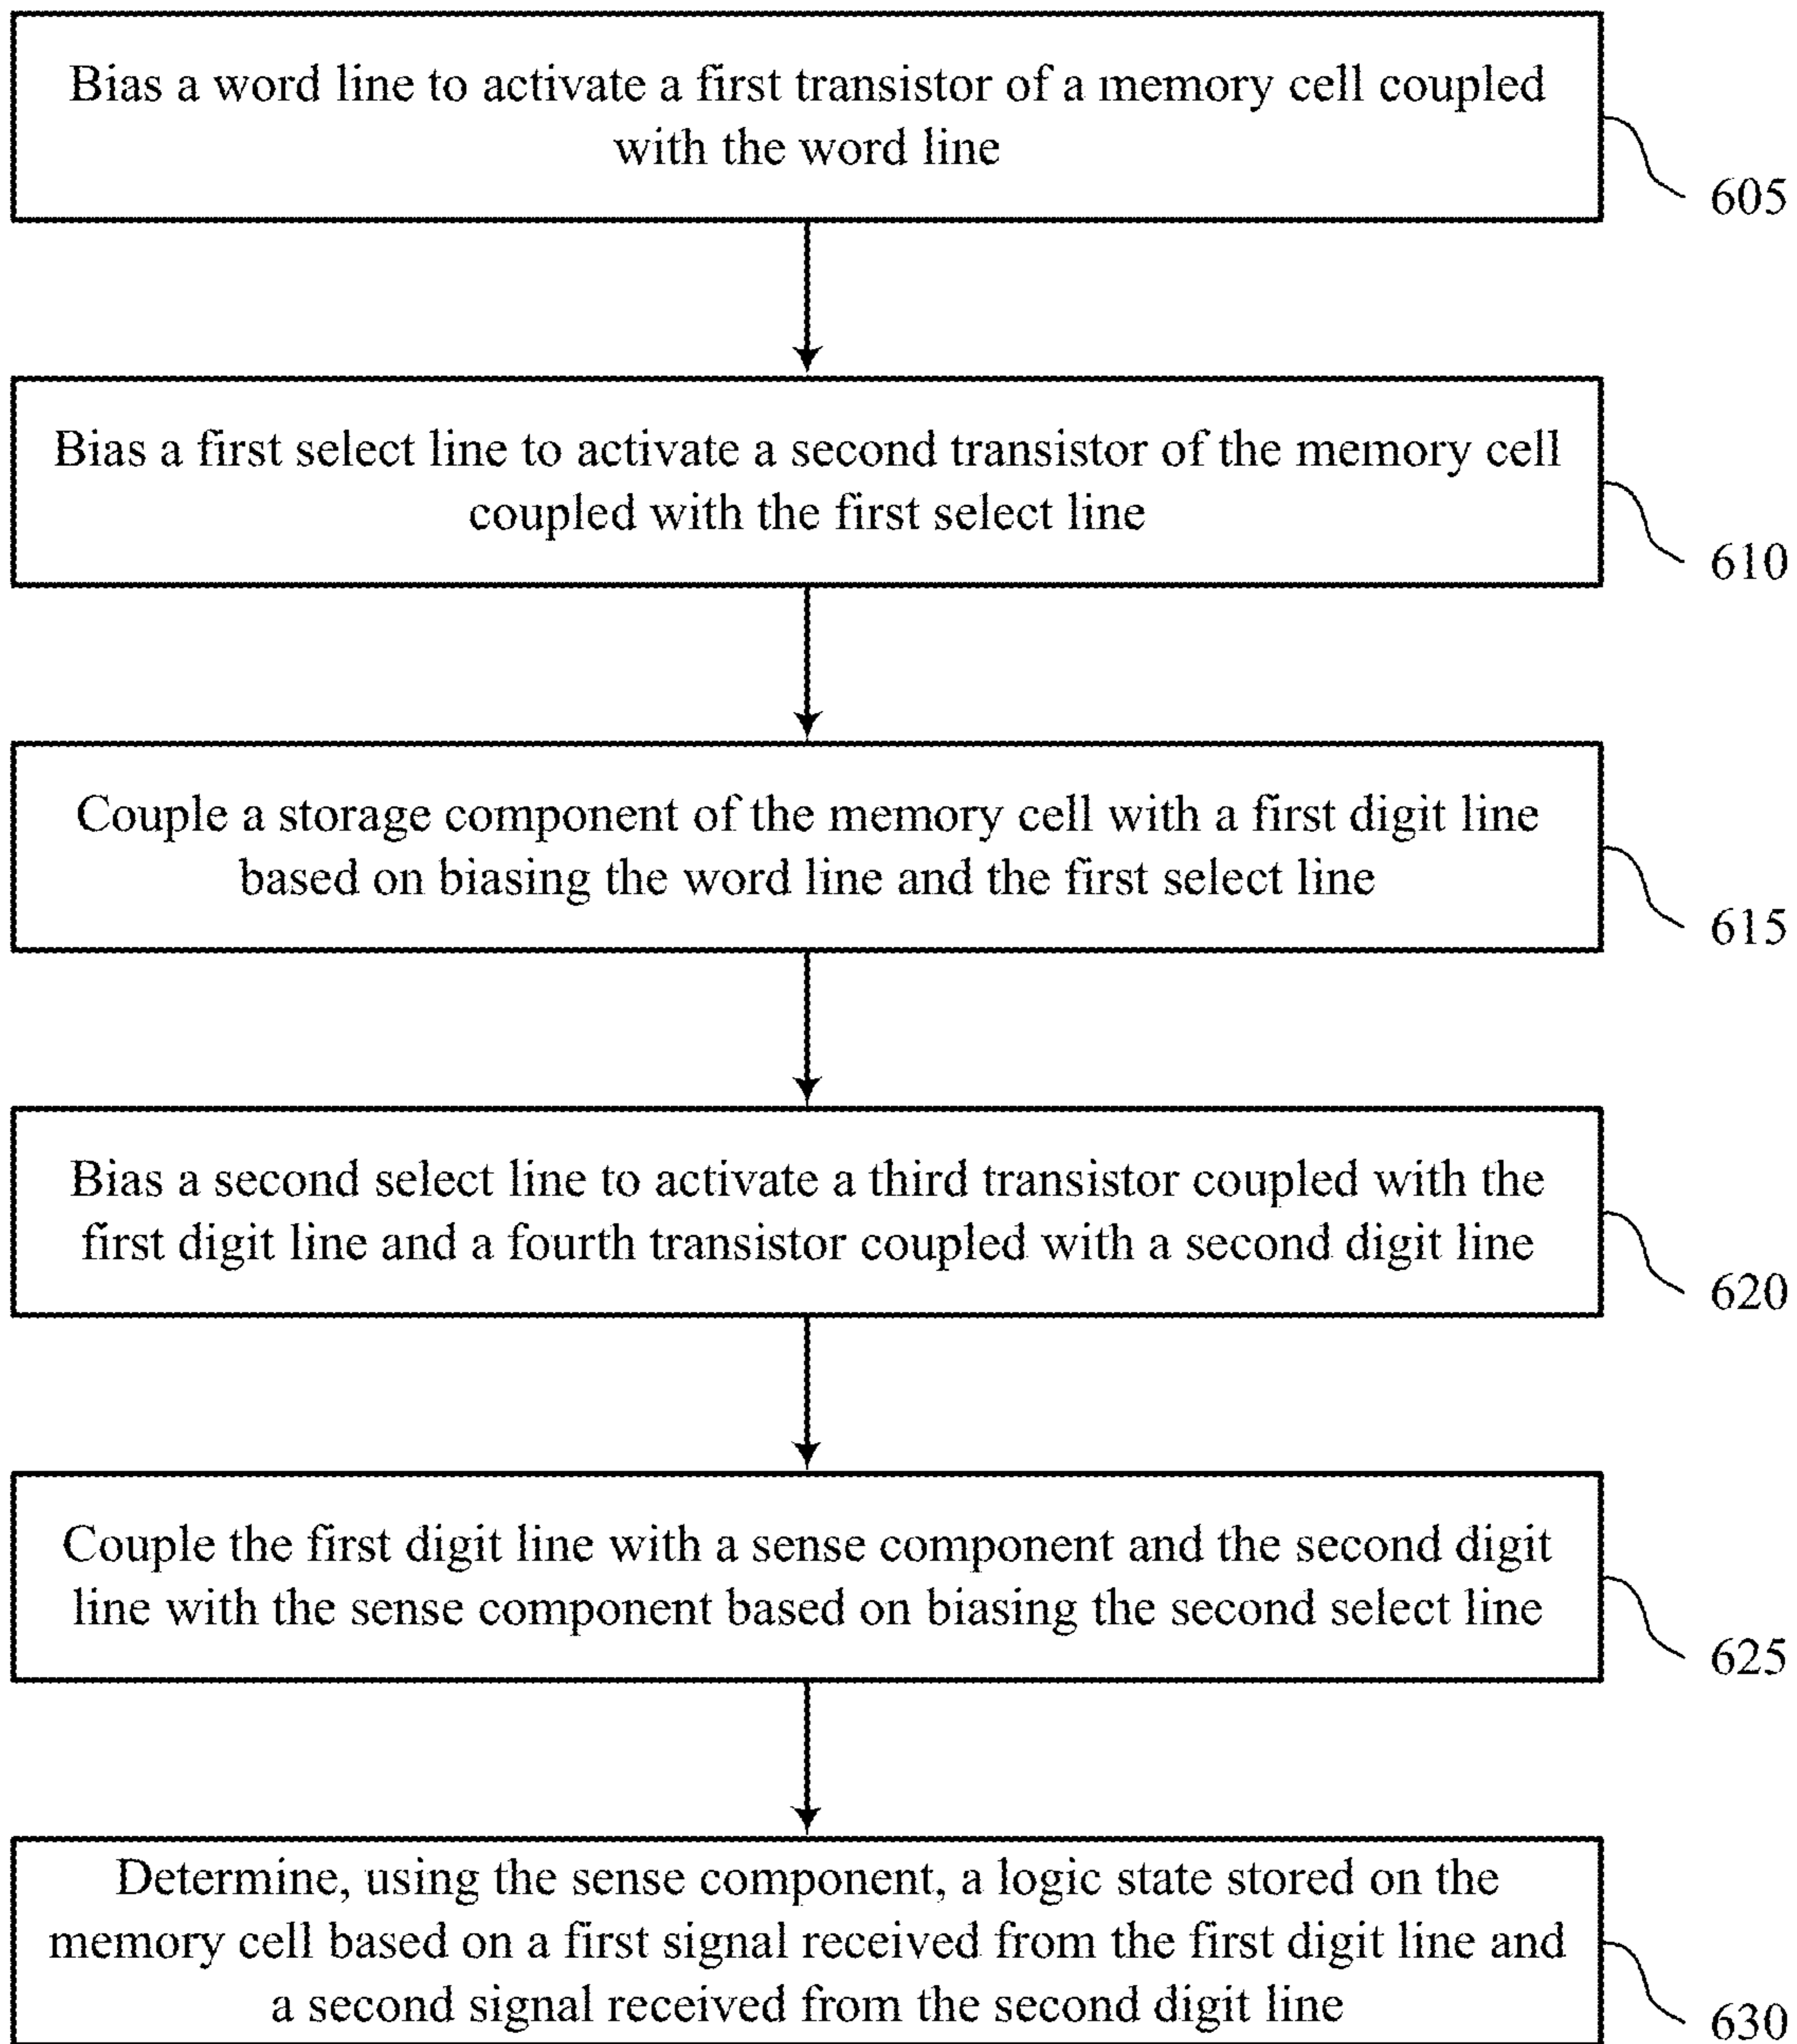 Bias a word line to activate a first transistor of a memory cell coupled
with the word line
605
Bias a first select line to activate a second transistor of the memory cell
coupled with the first select line
610
Couple a storage component of the memory cell with a first digit line
based on biasing the word line and the first select line
615
Bias a second select line to activate a third transistor coupled with the
first digit line and a fourth transistor coupled with a second digit line
620
Couple the first digit line with a sense component and the second digit
line with the sense component based on biasing the second select line
625
Determine, using the sense component, a logic state stored on the
memory cell based on a first signal received from the first digit line and
a second signal received from the second digit line
630